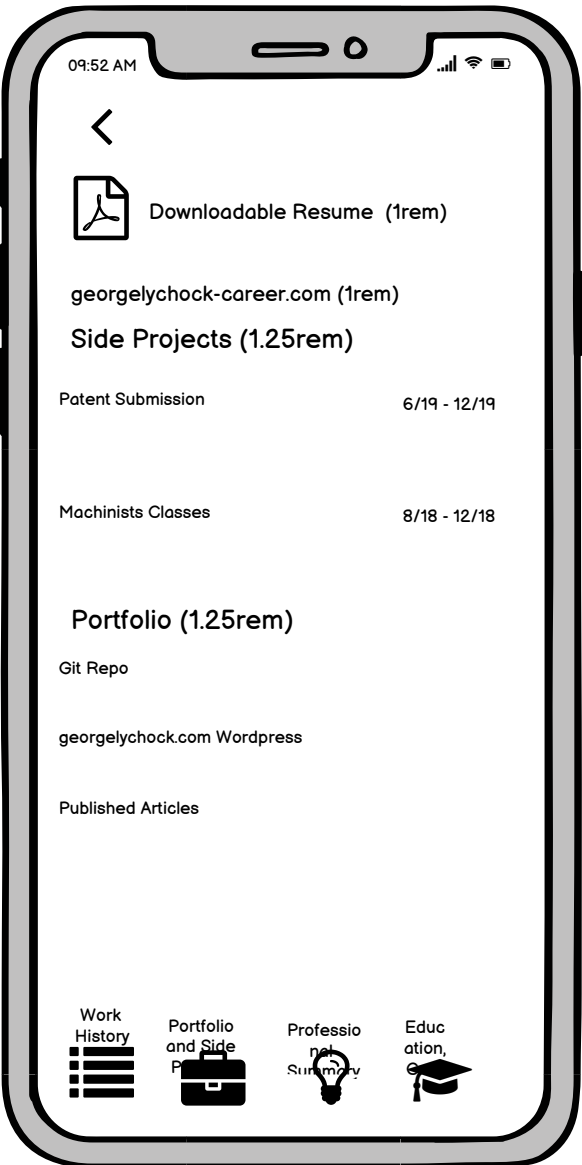 09:52 AM
Downloadable Resume (1rem)
georgelychock-career.com (1rem)
Side Projects (1.25rem)
Patent Submission 6/19 - 12/19
Machinists Classes 8/18 - 12/18
Portfolio (1.25rem)
Git Repo
georgelychock.com Wordpress
Published Articles
Work
History
Portfolio
and Side
Professio
nal
Summary
Educ
ation,